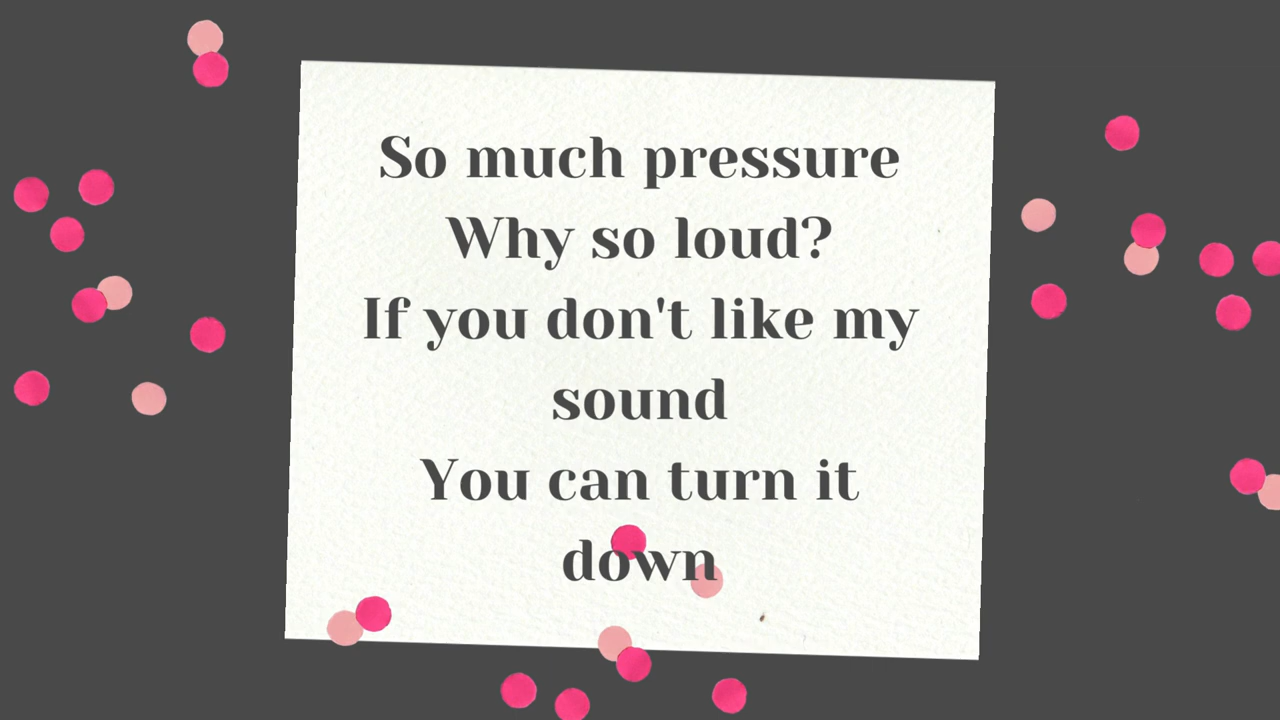 So much pressure
Why so loud?
If you don't like my
sound
You can turn it
down